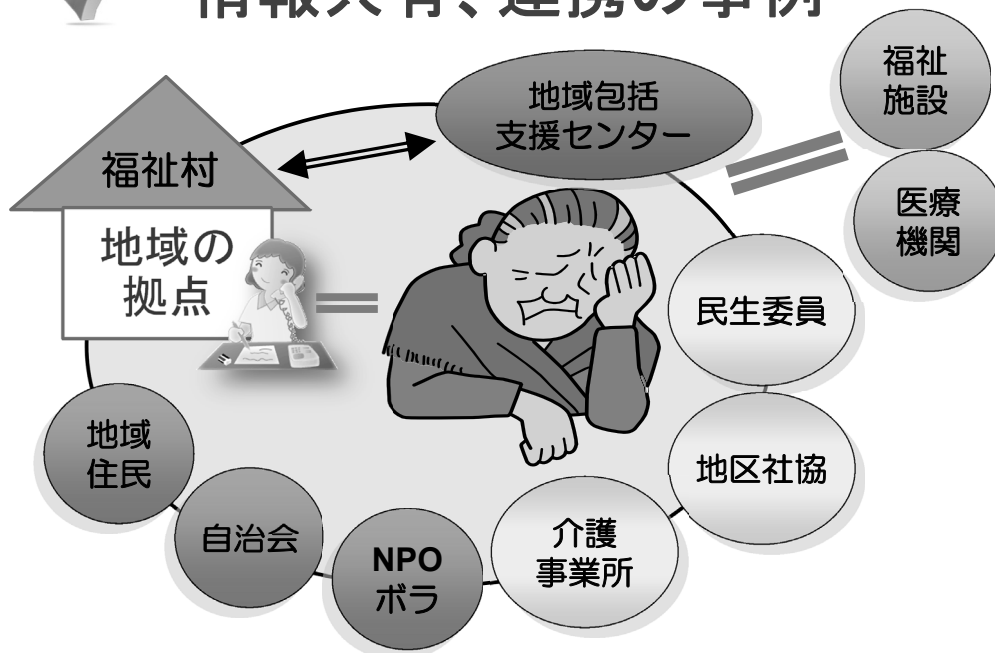 情報共有、連携の事例
福祉
施設
地域包括
支援センター
福祉村
医療
機関
地域の
拠点
民生委員
地域
住民
地区社協
自治会
介護
事業所
NPO
ボラ